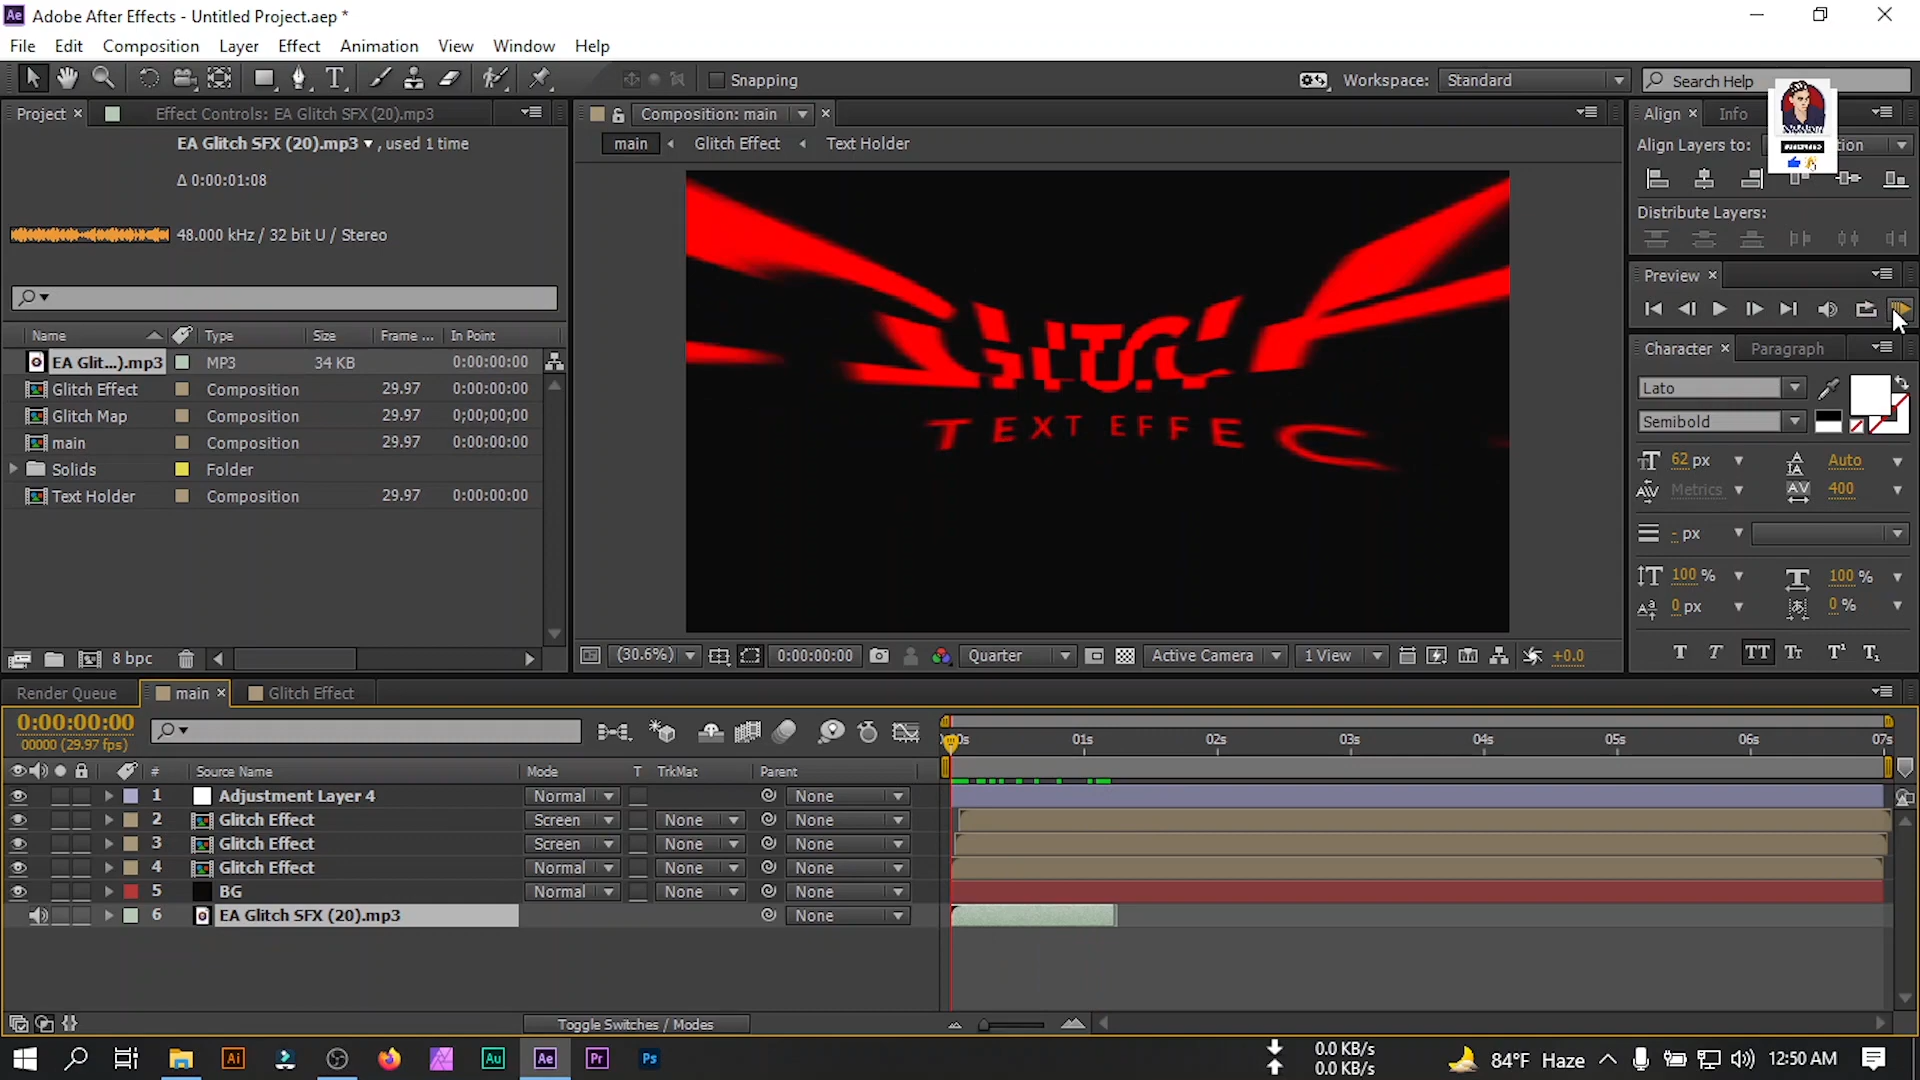 Adobe After Effects - Untitled Project.aep *
File Edit Composition Layer Effect Animation View Window Help
Snapping
Workspace: Standard
Search Help
Project × Effect Controls: EA Glitch SFX (20).mp3
EA Glitch SFX (20).mp3 ▼, used 1 time
Δ 0:00:01:08
48.000 kHz / 32 bit U / Stereo
Name Type Size Frame ... In Point
EA Glit...).mp3 MP3 34 KB 0:00:00:00
Glitch Effect Composition 29.97 0:00:00:00
Glitch Map Composition 29.97 0;00;00;00
main Composition 29.97 0:00:00:00
Solids Folder
Text Holder Composition 29.97 0:00:00:00
8 bpc
Composition: main
main Glitch Effect Text Holder
TEXT EFFEC
(30.6%) 0:00:00:00 Quarter Active Camera 1 View +0.0
Align × Info
Align Layers to:
Distribute Layers:
Preview ×
Character × Paragraph
Lato
Semibold
62 px Auto
Metrics 400
- px
100 % 100 %
0 px 0 %
Render Queue main × Glitch Effect
0:00:00:00
00000 (29.97 fps)
# Source Name Mode T TrkMat Parent
1 Adjustment Layer 4 Normal None
2 Glitch Effect Screen None None
3 Glitch Effect Screen None None
4 Glitch Effect Normal None None
5 BG Normal None None
6 EA Glitch SFX (20).mp3 None
01s 02s 03s 04s 05s 06s 07s
Toggle Switches / Modes
Ai Au Ae Pr Ps
0.0 KB/s
0.0 KB/s
84°F Haze
12:50 AM